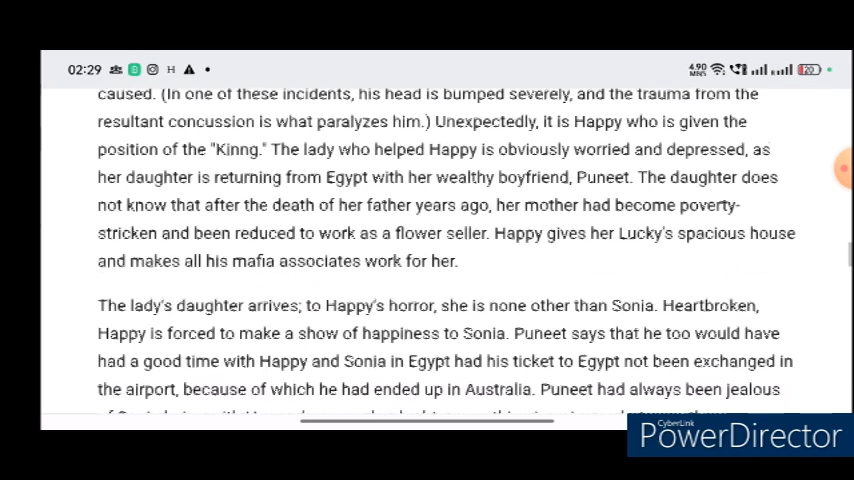 02:29 H 4.90 MB/S 20
caused. (In one of these incidents, his head is bumped severely, and the trauma from the
resultant concussion is what paralyzes him.) Unexpectedly, it is Happy who is given the
position of the "Kinng." The lady who helped Happy is obviously worried and depressed, as
her daughter is returning from Egypt with her wealthy boyfriend, Puneet. The daughter does
not know that after the death of her father years ago, her mother had become poverty-
stricken and been reduced to work as a flower seller. Happy gives her Lucky's spacious house
and makes all his mafia associates work for her.
The lady's daughter arrives; to Happy's horror, she is none other than Sonia. Heartbroken,
Happy is forced to make a show of happiness to Sonia. Puneet says that he too would have
had a good time with Happy and Sonia in Egypt had his ticket to Egypt not been exchanged in
the airport, because of which he had ended up in Australia. Puneet had always been jealous
CyberLink
PowerDirector